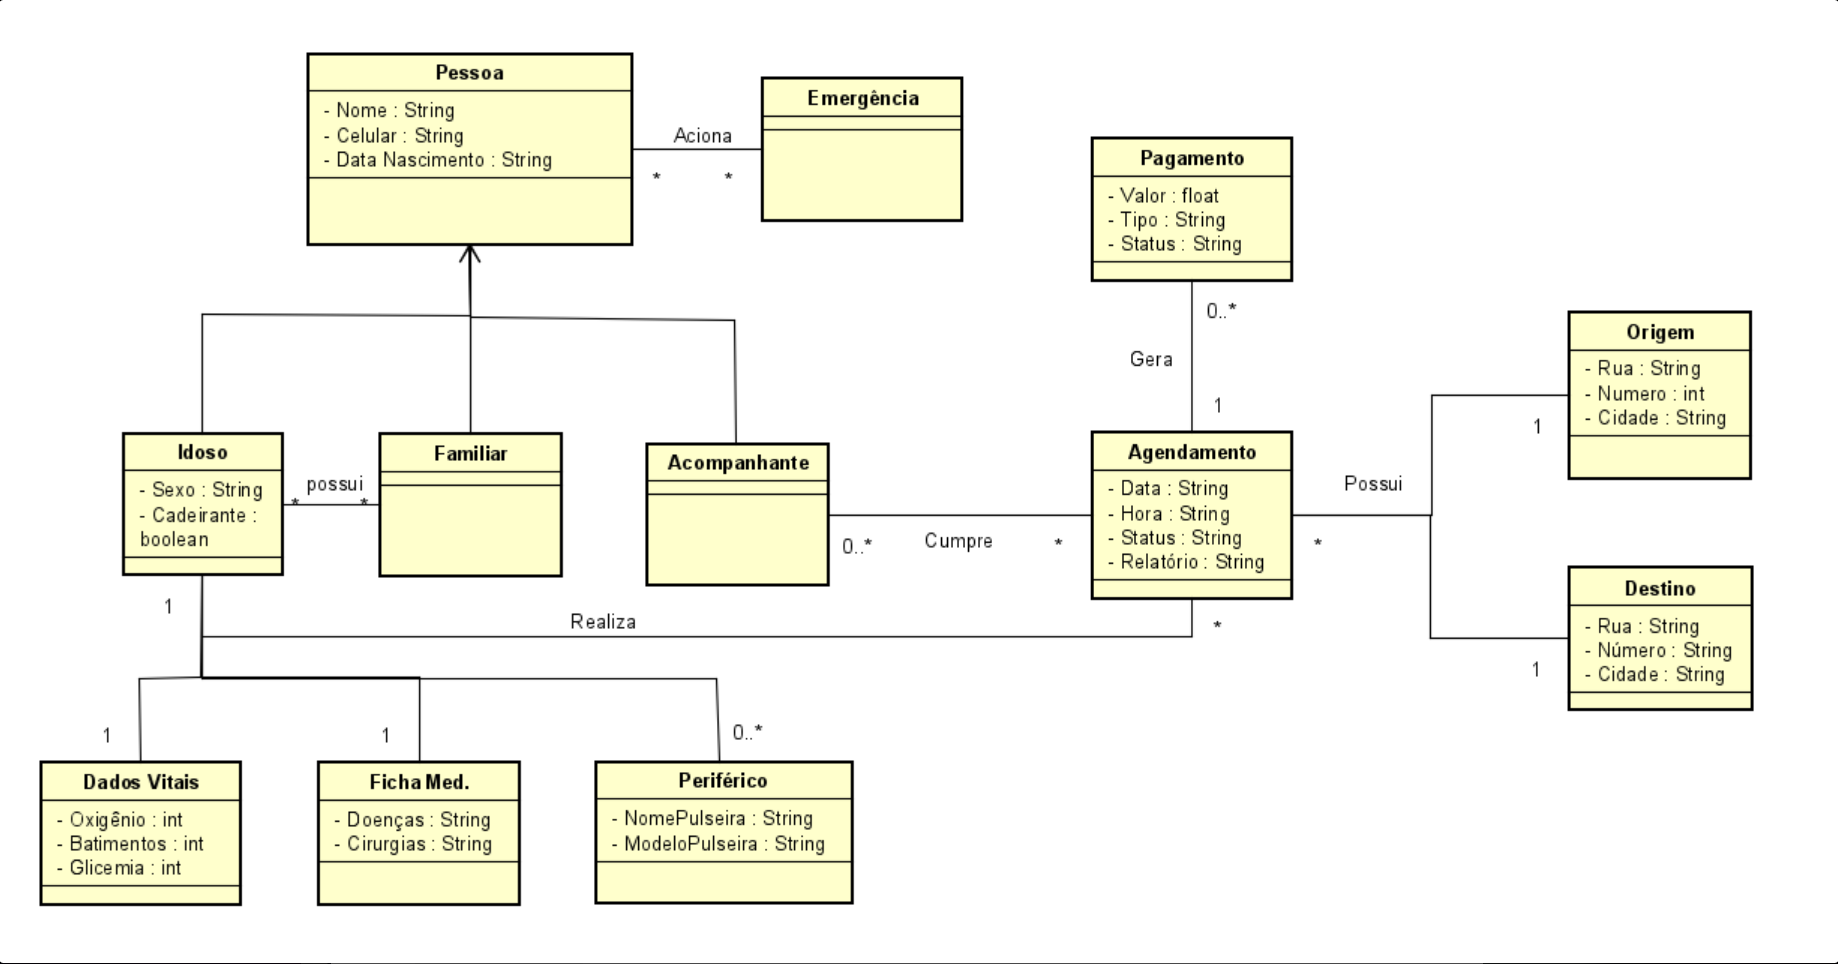 Pessoa
- Nome : String
- Celular : String
- Data Nascimento : String
Aciona
*
*
Emergência
Pagamento
- Valor : float
- Tipo : String
- Status : String
0..*
Gera
1
Origem
- Rua : String
- Numero : int
- Cidade : String
1
Idoso
- Sexo : String
- Cadeirante :
boolean
possui
*
*
Familiar
Acompanhante
0..*
Cumpre
*
Agendamento
- Data : String
- Hora : String
- Status : String
- Relatório : String
Possui
*
Destino
- Rua : String
- Número : String
- Cidade : String
1
1
Realiza
*
1
1
0..*
Dados Vitais
- Oxigênio : int
- Batimentos : int
- Glicemia : int
Ficha Med.
- Doenças : String
- Cirurgias : String
Periférico
- NomePulseira : String
- ModeloPulseira : String